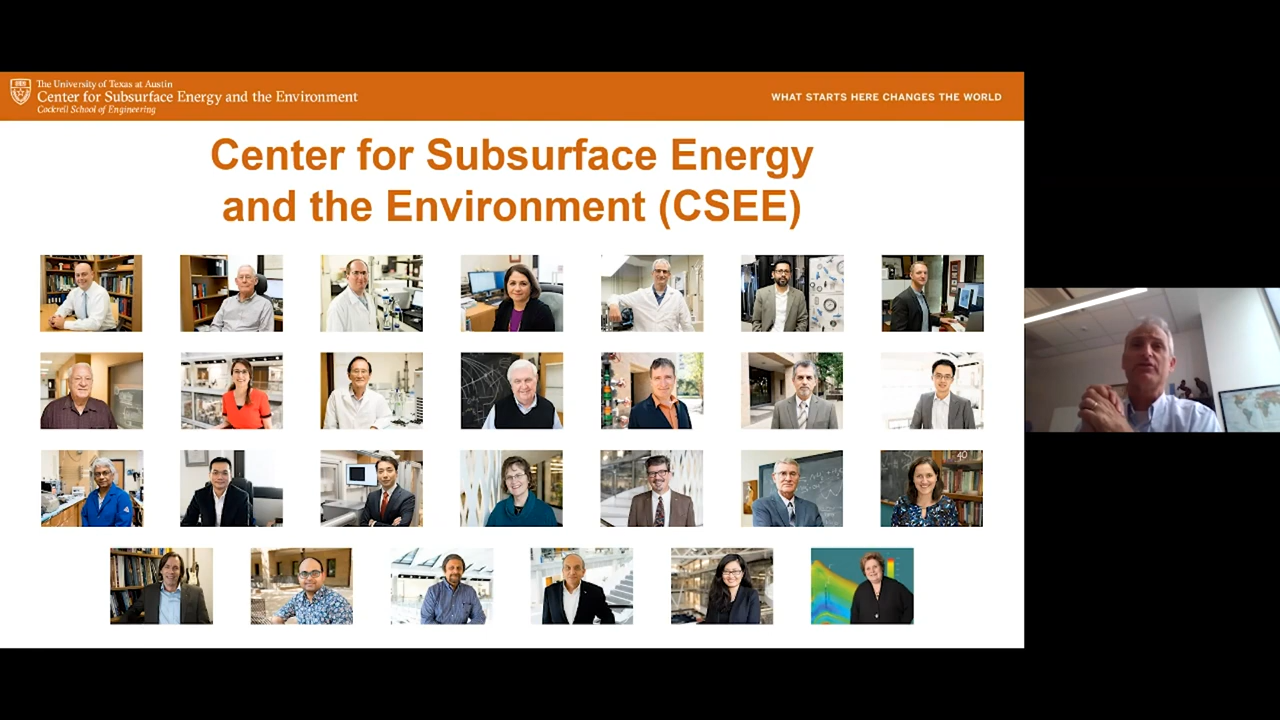 The University of Texas at Austin
Center for Subsurface Energy and the Environment
Cockrell School of Engineering
WHAT STARTS HERE CHANGES THE WORLD
Center for Subsurface Energy
and the Environment (CSEE)
40